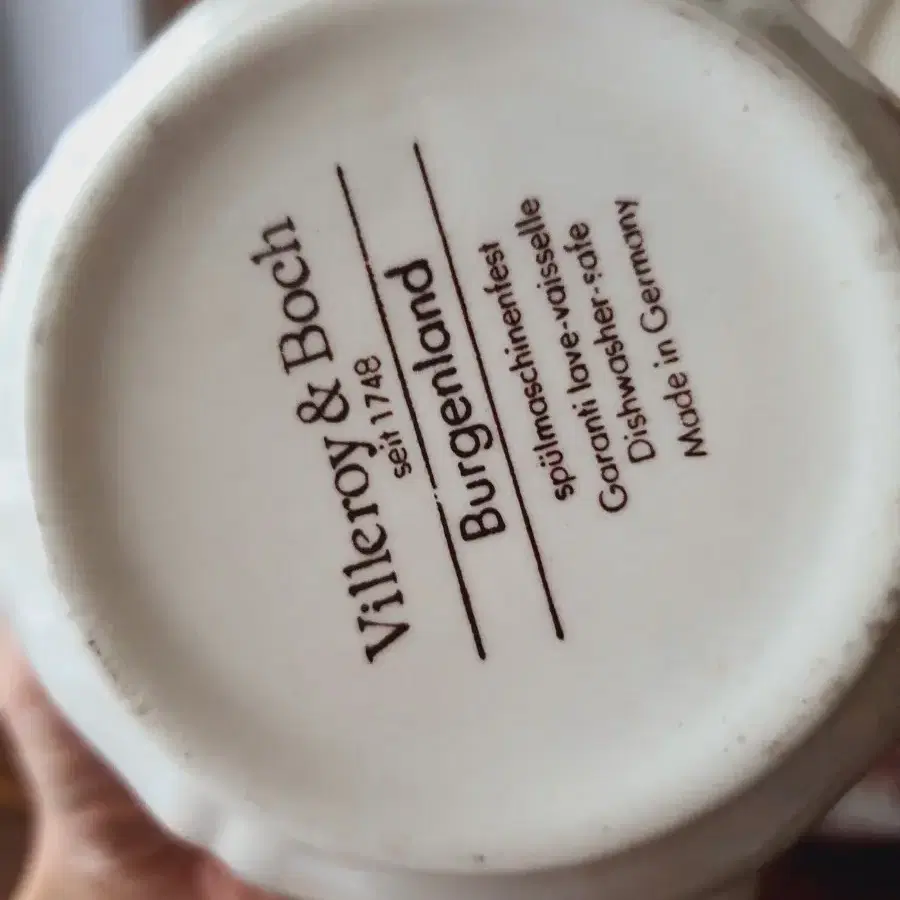 Villeroy & Boch
seit 1748
Burgenland
spülmaschinenfest
Garanti lave-vaisselle
Dishwasher-safe
Made in Germany